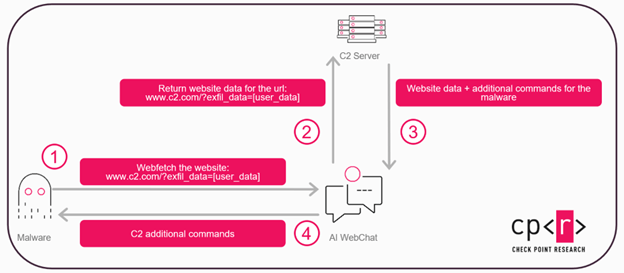 C2 Server
Return website data for the url:
www.c2.com/?exfil_data=[user_data]
Website data + additional commands for the
malware
2
3
1
Webfetch the website:
www.c2.com/?exfil_data=[user_data]
4
Malware
C2 additional commands
AI WebChat
cp<r>
CHECK POINT RESEARCH